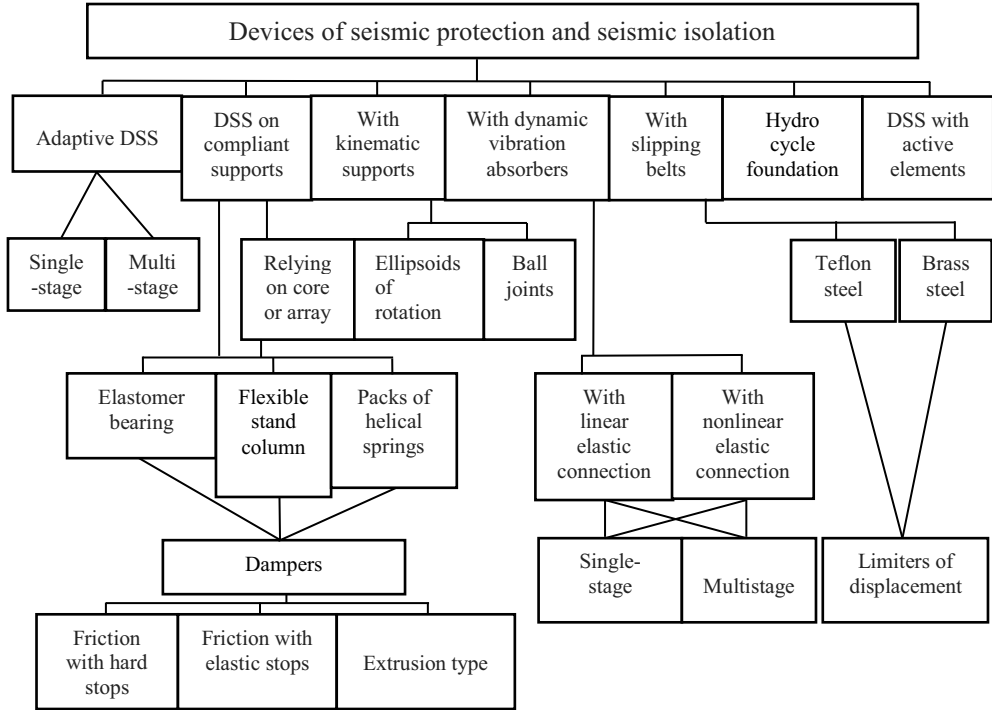 Devices of seismic protection and seismic isolation
Adaptive DSS
DSS on
compliant
supports
With
kinematic
supports
With dynamic
vibration
absorbers
With
slipping
belts
Hydro
cycle
foundation
DSS with
active
elements
Single
-stage
Multi
-stage
Relying
on core
or array
Ellipsoids
of
rotation
Ball
joints
Teflon
steel
Brass
steel
Elastomer
bearing
Flexible
stand
column
Packs of
helical
springs
With
linear
elastic
connection
With
nonlinear
elastic
connection
Dampers
Single-
stage
Multistage
Limiters of
displacement
Friction
with hard
stops
Friction with
elastic stops
Extrusion type